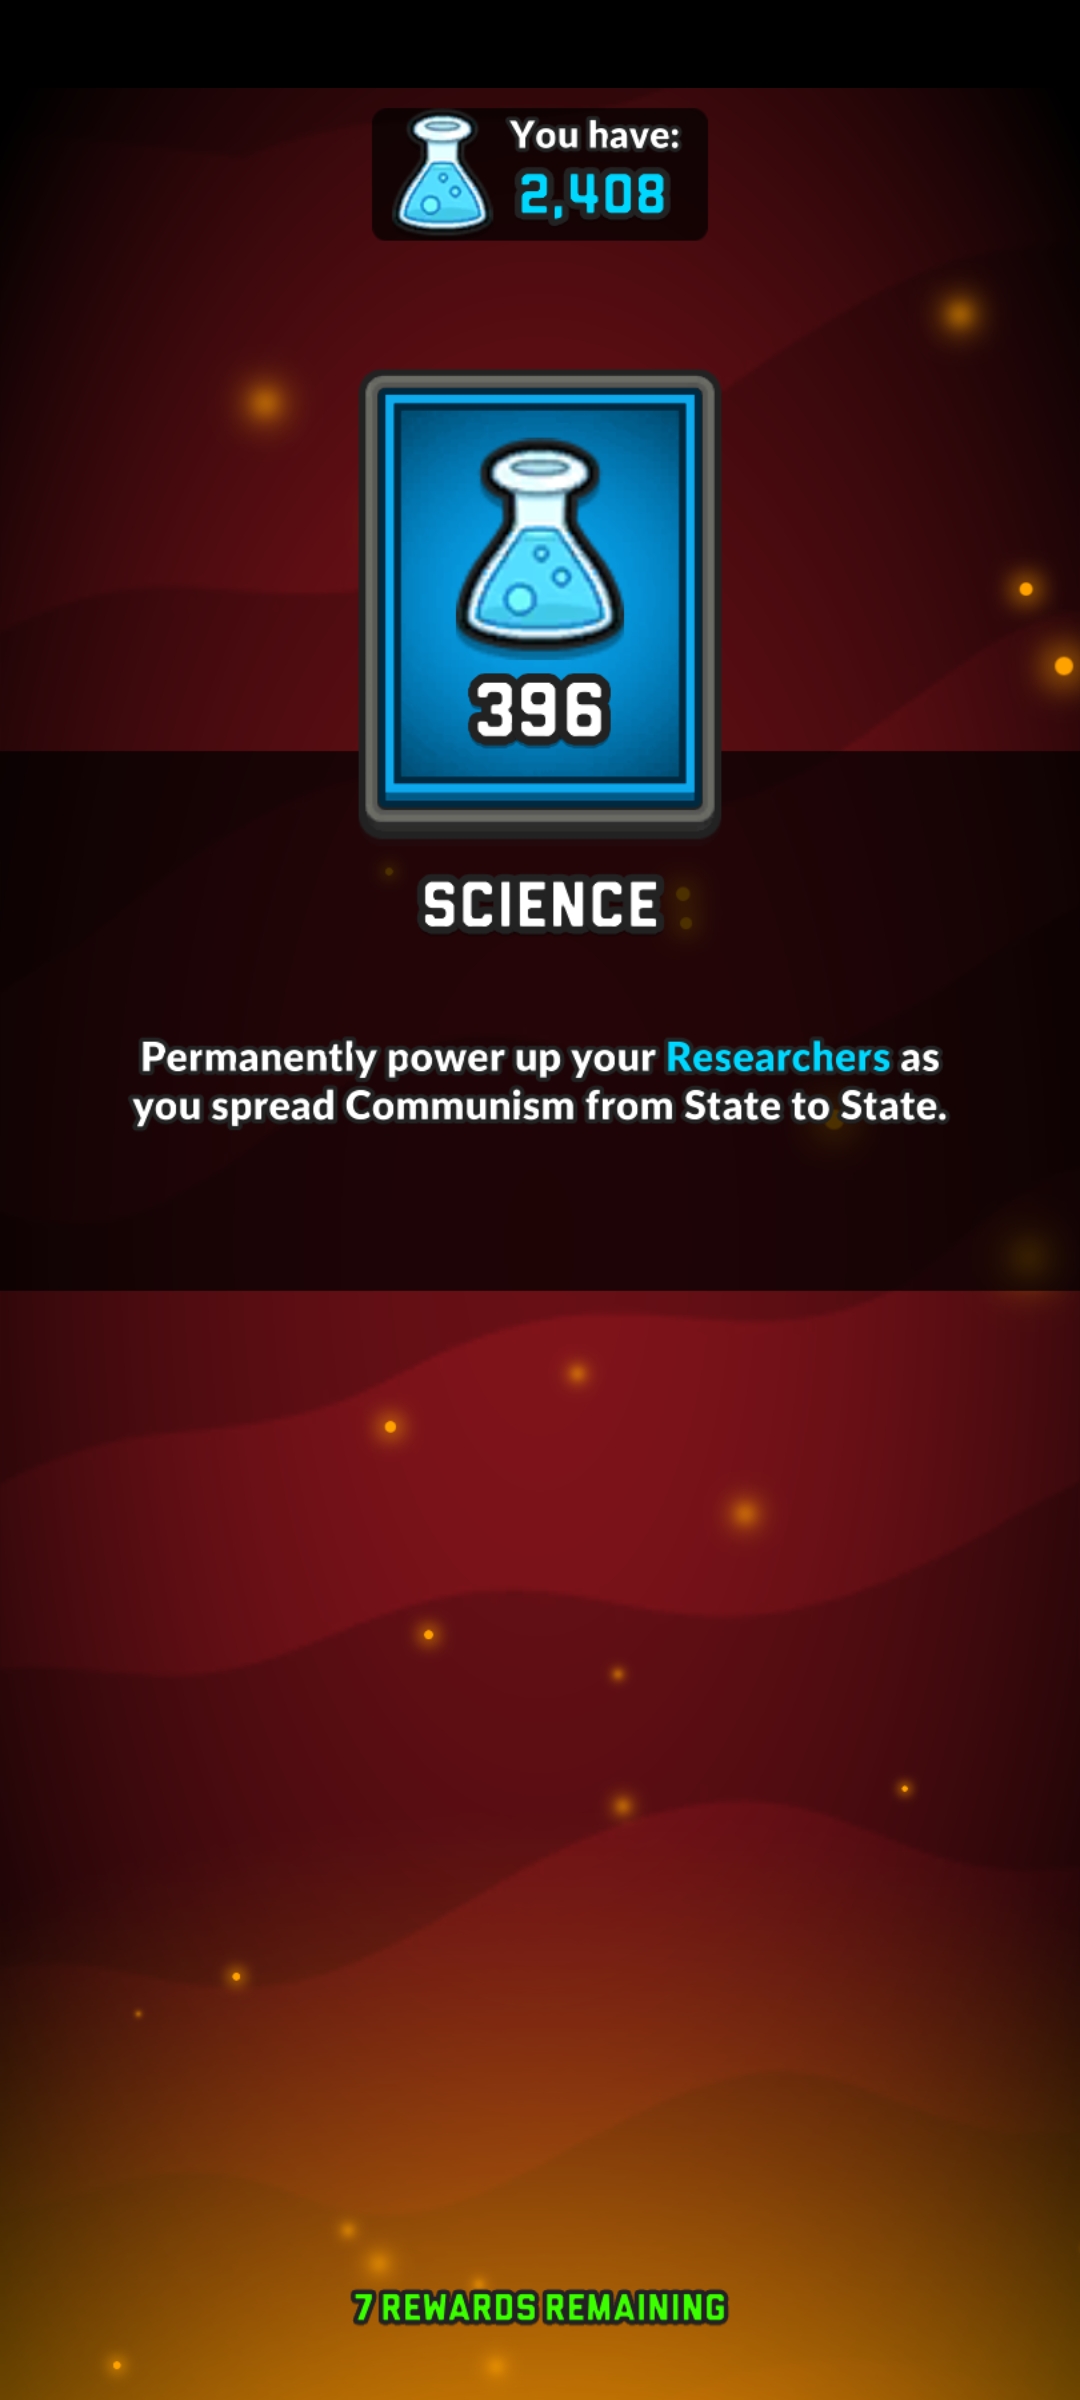 You have:
2,408
396
SCIENCE
Permanently power up your Researchers as
you spread Communism from State to State.
7 REWARDS REMAINING